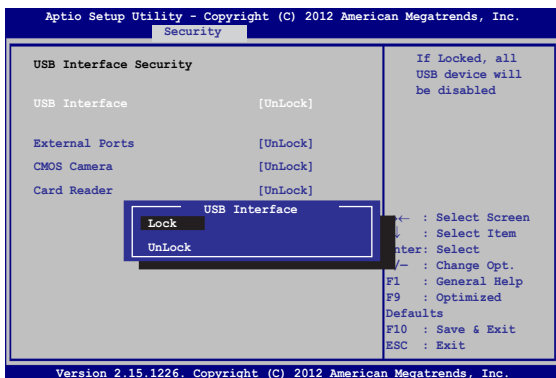 Aptio Setup Utility - Copyright (C) 2012 American Megatrends, Inc.
Security
USB Interface Security
USB Interface [UnLock]
External Ports [UnLock]
CMOS Camera [UnLock]
Card Reader [UnLock]
If Locked, all
USB device will
be disabled
USB Interface
Lock
UnLock
← : Select Screen
↓ : Select Item
nter: Select
/— : Change Opt.
F1 : General Help
F9 : Optimized
Defaults
F10 : Save & Exit
ESC : Exit
Version 2.15.1226. Copyright (C) 2012 American Megatrends, Inc.